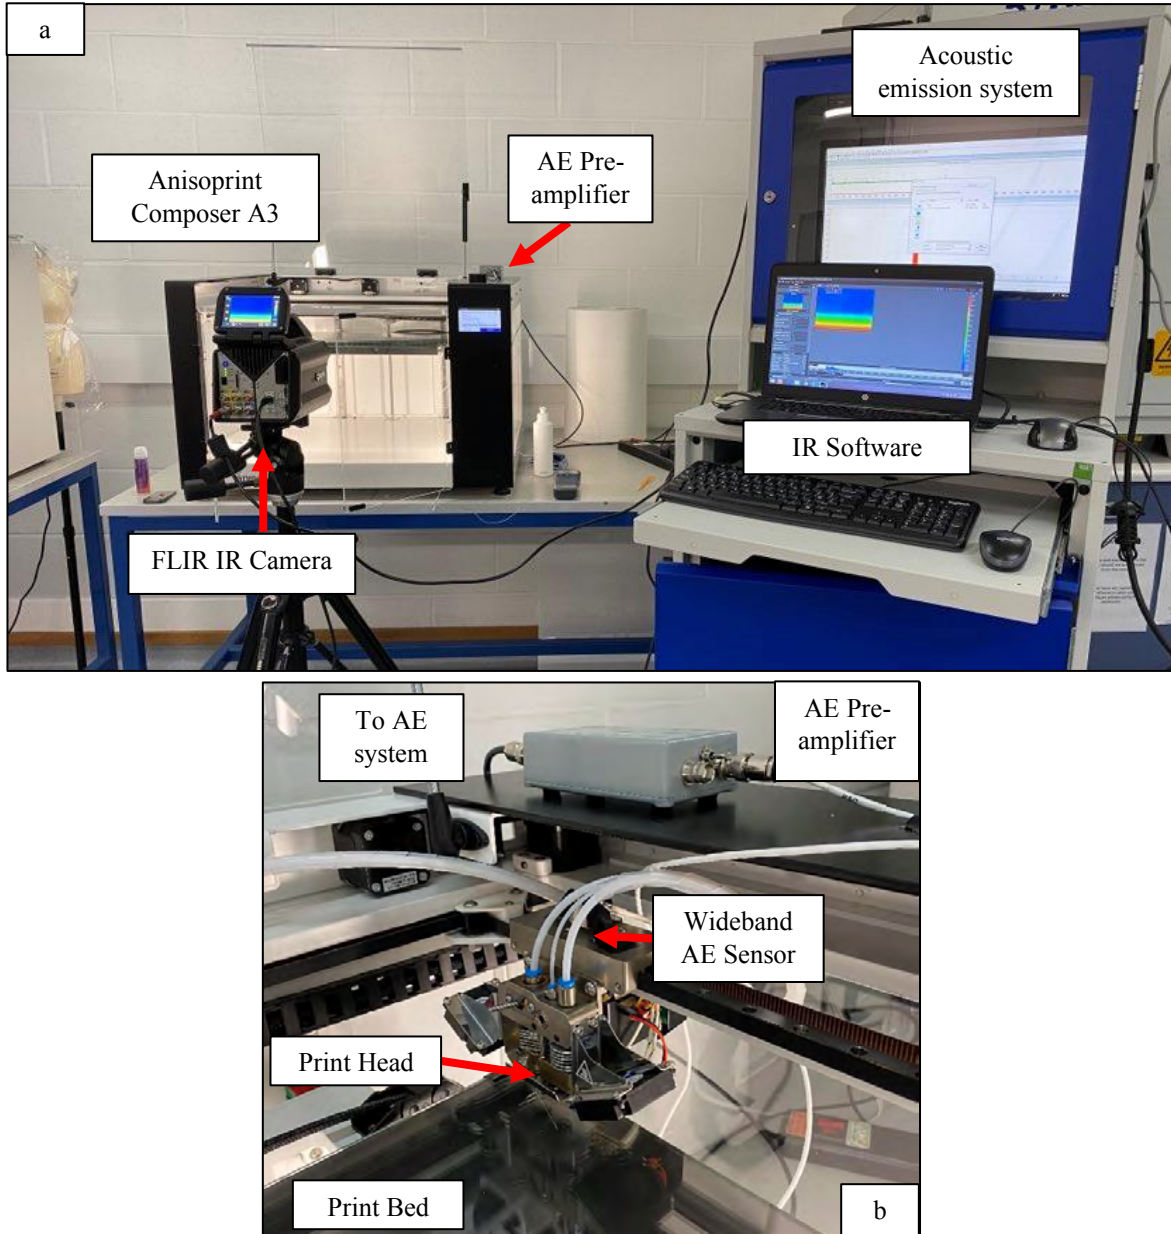 a
Acoustic
emission system
AE Pre-
amplifier
Anisoprint
Composer A3
IR Software
FLIR IR Camera
To AE
system
AE Pre-
amplifier
Wideband
AE Sensor
Print Head
Print Bed
b